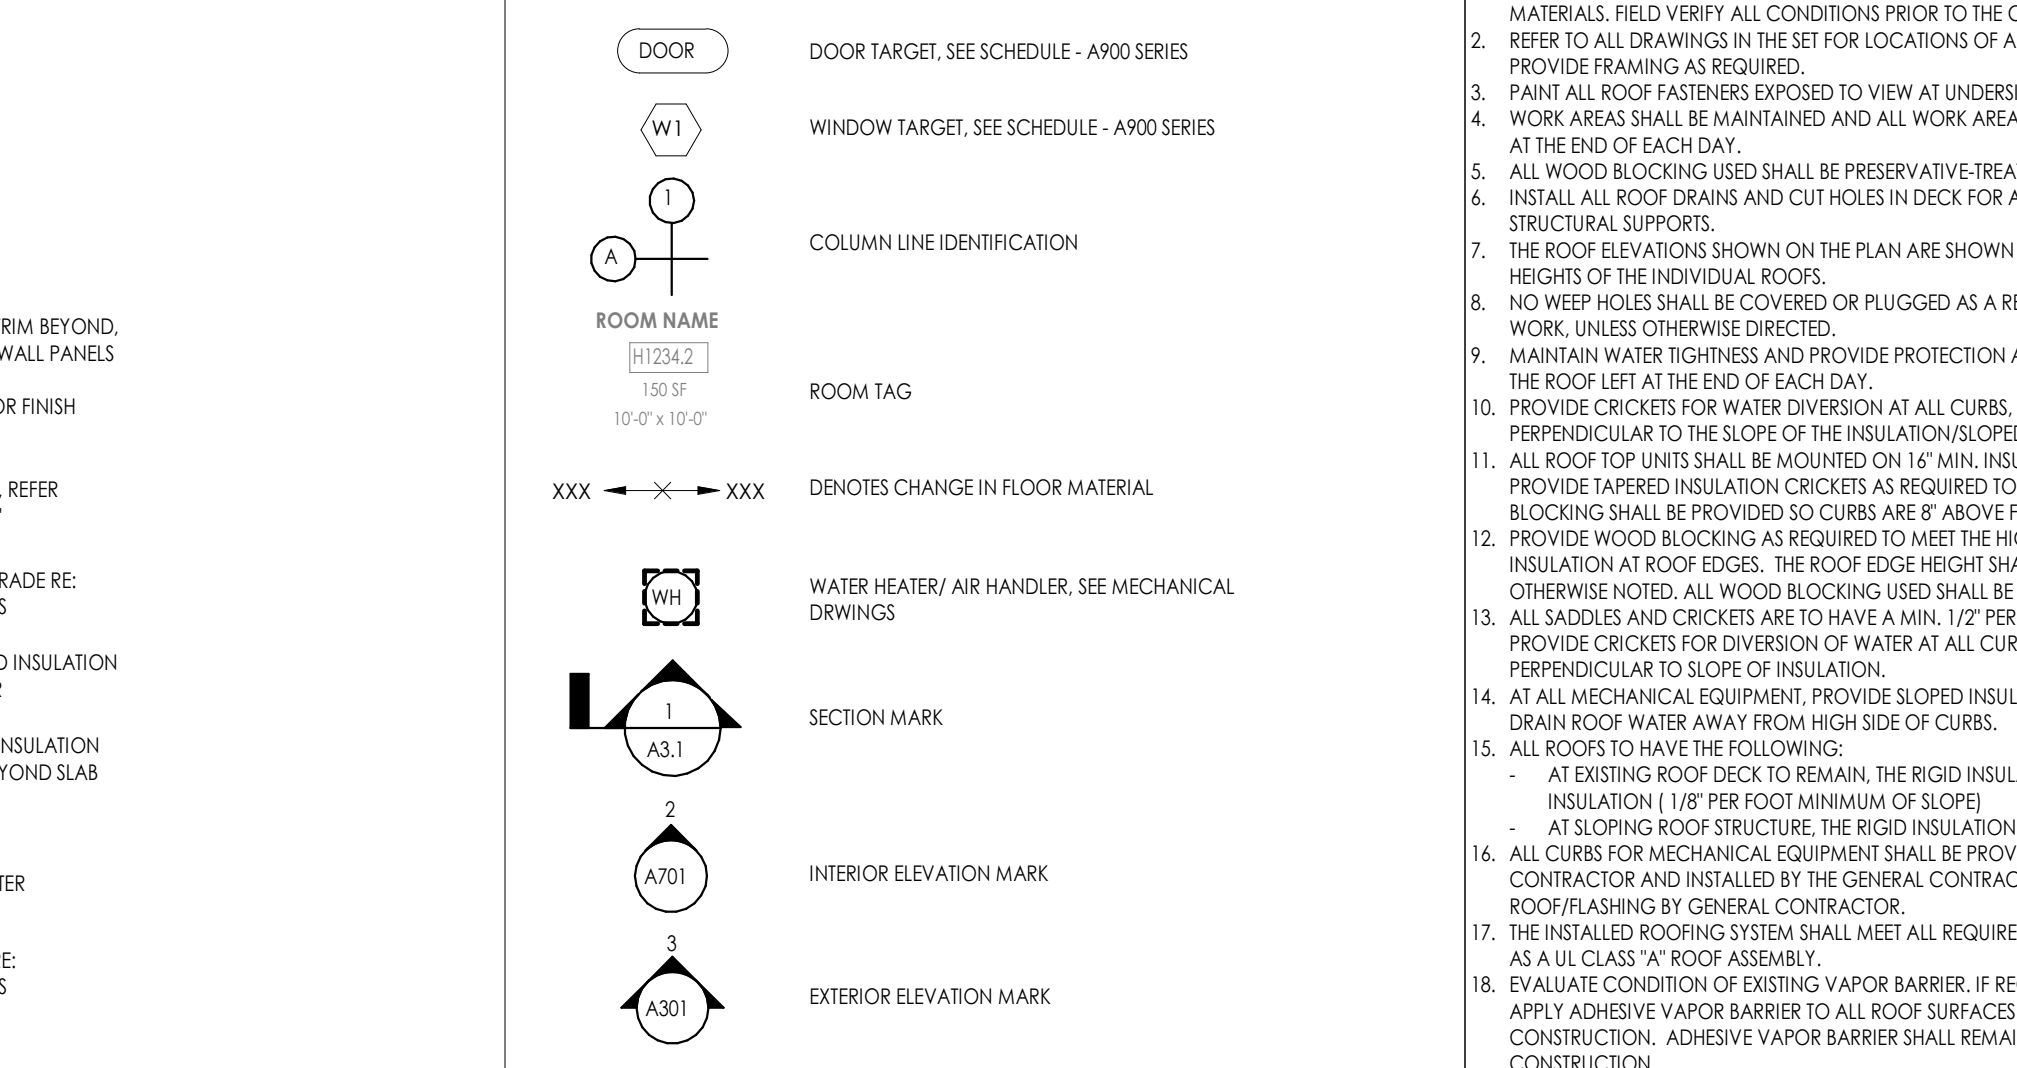 TRIM BEYOND,
WALL PANELS
OR FINISH
, REFER
"
RADE RE:
S
D INSULATION
R
NSULATION
YOND SLAB
TER
E:
S
DOOR
DOOR TARGET, SEE SCHEDULE - A900 SERIES
W1
WINDOW TARGET, SEE SCHEDULE - A900 SERIES
1
A
COLUMN LINE IDENTIFICATION
ROOM NAME
H1234.2
150 SF
10'-0" x 10'-0"
ROOM TAG
XXX XXX
DENOTES CHANGE IN FLOOR MATERIAL
WH
WATER HEATER/ AIR HANDLER, SEE MECHANICAL
DRWINGS
1
A3.1
SECTION MARK
2
A701
INTERIOR ELEVATION MARK
3
A301
EXTERIOR ELEVATION MARK
MATERIALS. FIELD VERIFY ALL CONDITIONS PRIOR TO THE
2. REFER TO ALL DRAWINGS IN THE SET FOR LOCATIONS OF A
PROVIDE FRAMING AS REQUIRED.
3. PAINT ALL ROOF FASTENERS EXPOSED TO VIEW AT UNDERSI
4. WORK AREAS SHALL BE MAINTAINED AND ALL WORK AREA
AT THE END OF EACH DAY.
5. ALL WOOD BLOCKING USED SHALL BE PRESERVATIVE-TREA
6. INSTALL ALL ROOF DRAINS AND CUT HOLES IN DECK FOR A
STRUCTURAL SUPPORTS.
7. THE ROOF ELEVATIONS SHOWN ON THE PLAN ARE SHOWN
HEIGHTS OF THE INDIVIDUAL ROOFS.
8. NO WEEP HOLES SHALL BE COVERED OR PLUGGED AS A RE
WORK, UNLESS OTHERWISE DIRECTED.
9. MAINTAIN WATER TIGHTNESS AND PROVIDE PROTECTION A
THE ROOF LEFT AT THE END OF EACH DAY.
10. PROVIDE CRICKETS FOR WATER DIVERSION AT ALL CURBS,
PERPENDICULAR TO THE SLOPE OF THE INSULATION/SLOPED
11. ALL ROOF TOP UNITS SHALL BE MOUNTED ON 16" MIN. INSU
PROVIDE TAPERED INSULATION CRICKETS AS REQUIRED TO
BLOCKING SHALL BE PROVIDED SO CURBS ARE 8" ABOVE F
12. PROVIDE WOOD BLOCKING AS REQUIRED TO MEET THE HIG
INSULATION AT ROOF EDGES. THE ROOF EDGE HEIGHT SHA
OTHERWISE NOTED. ALL WOOD BLOCKING USED SHALL BE
13. ALL SADDLES AND CRICKETS ARE TO HAVE A MIN. 1/2" PER
PROVIDE CRICKETS FOR DIVERSION OF WATER AT ALL CUR
PERPENDICULAR TO SLOPE OF INSULATION.
14. AT ALL MECHANICAL EQUIPMENT, PROVIDE SLOPED INSUL
DRAIN ROOF WATER AWAY FROM HIGH SIDE OF CURBS.
15. ALL ROOFS TO HAVE THE FOLLOWING:
- AT EXISTING ROOF DECK TO REMAIN, THE RIGID INSULA
INSULATION ( 1/8" PER FOOT MINIMUM OF SLOPE)
- AT SLOPING ROOF STRUCTURE, THE RIGID INSULATION
16. ALL CURBS FOR MECHANICAL EQUIPMENT SHALL BE PROV
CONTRACTOR AND INSTALLED BY THE GENERAL CONTRAC
ROOF/FLASHING BY GENERAL CONTRACTOR.
17. THE INSTALLED ROOFING SYSTEM SHALL MEET ALL REQUIRE
AS A UL CLASS "A" ROOF ASSEMBLY.
18. EVALUATE CONDITION OF EXISTING VAPOR BARRIER. IF RE
APPLY ADHESIVE VAPOR BARRIER TO ALL ROOF SURFACES
CONSTRUCTION. ADHESIVE VAPOR BARRIER SHALL REMAI
CONSTRUCTION